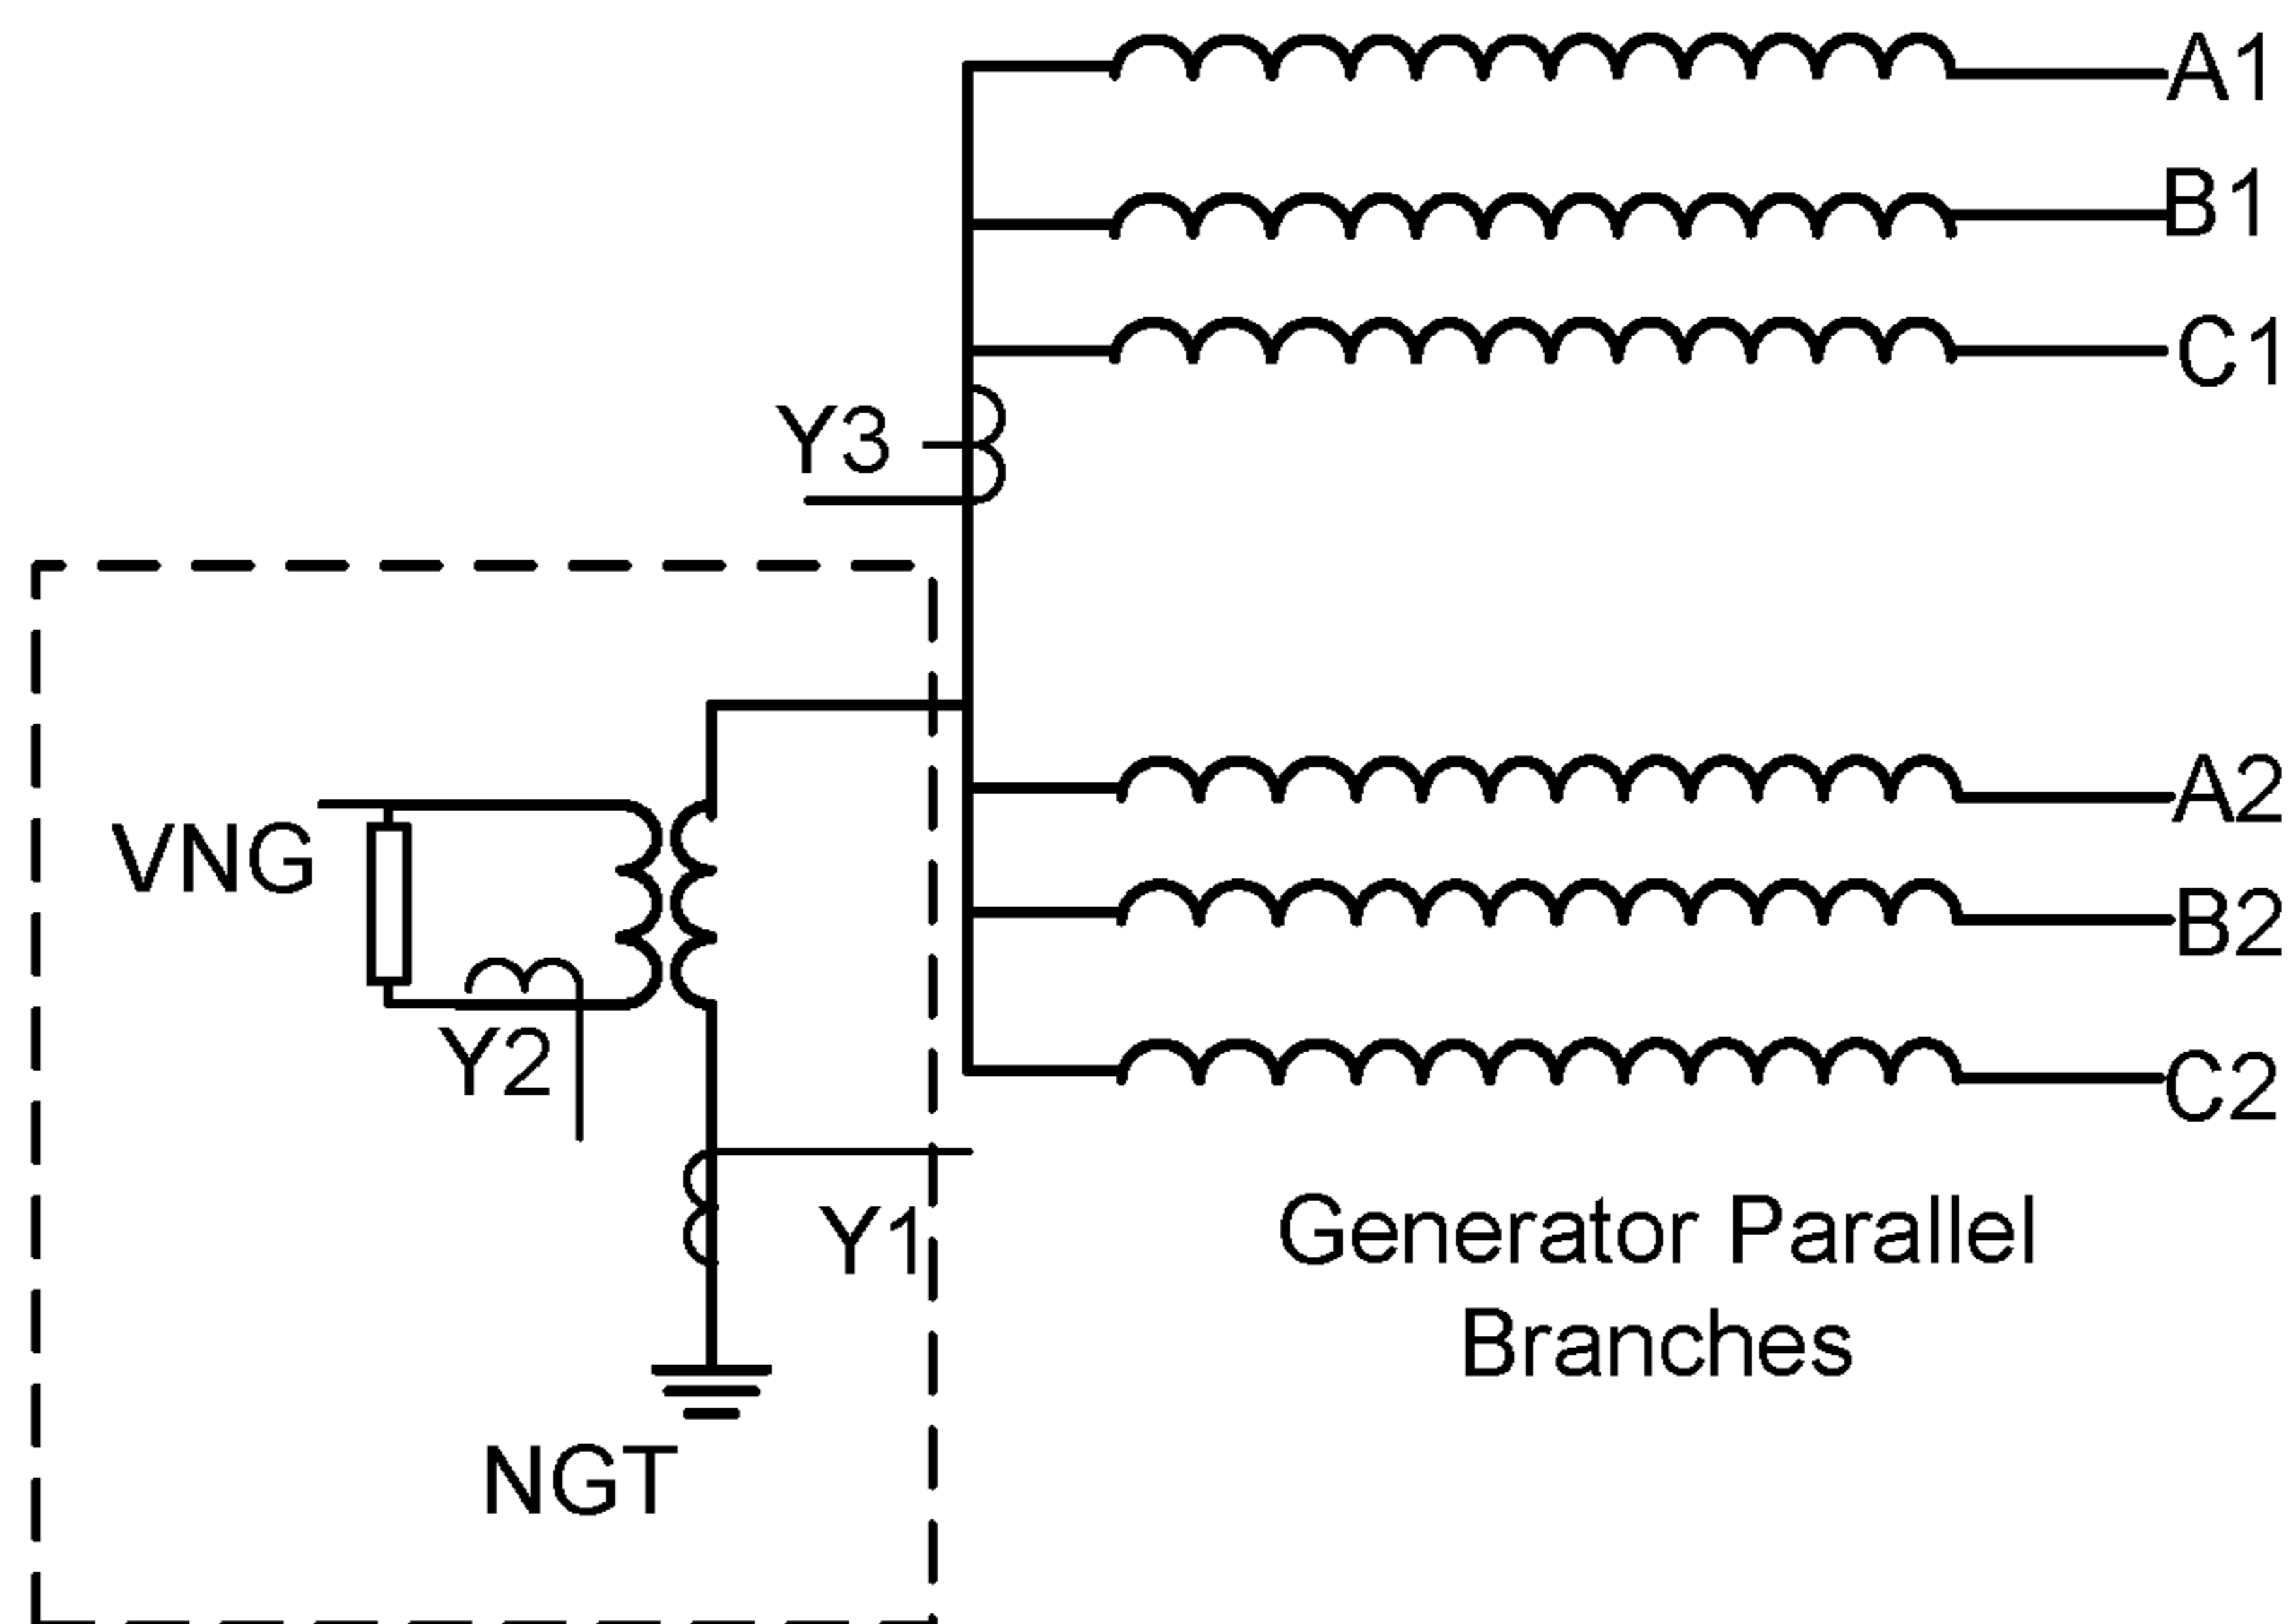 A1
B1
C1
Y3
A2
VNG
B2
Y2
C2
Y1
Generator Parallel
Branches
NGT